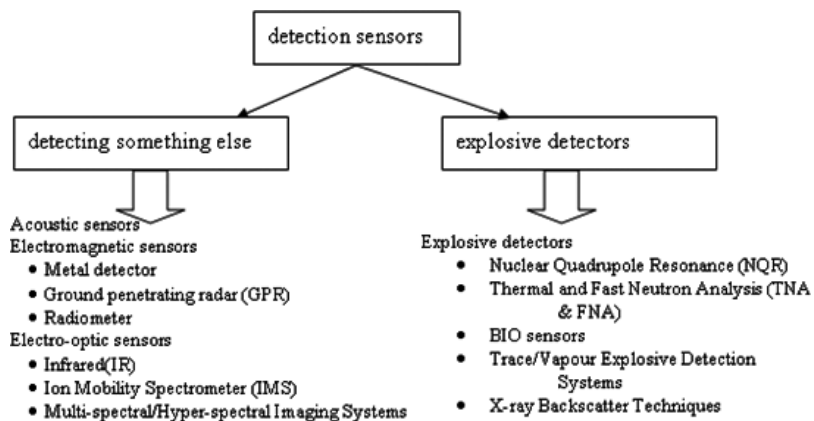 detection sensors
detecting something else
explosive detectors
Acoustic sensors
Electromagnetic sensors
• Metal detector
• Ground penetrating radar (GPR)
• Radiometer
Electro-optic sensors
• Infrared(IR)
• Ion Mobility Spectrometer (IMS)
• Multi-spectral/Hyper-spectral Imaging Systems
Explosive detectors
• Nuclear Quadrupole Resonance (NQR)
• Thermal and Fast Neutron Analysis (TNA
& FNA)
• BIO sensors
• Trace/Vapour Explosive Detection
Systems
• X-ray Backscatter Techniques